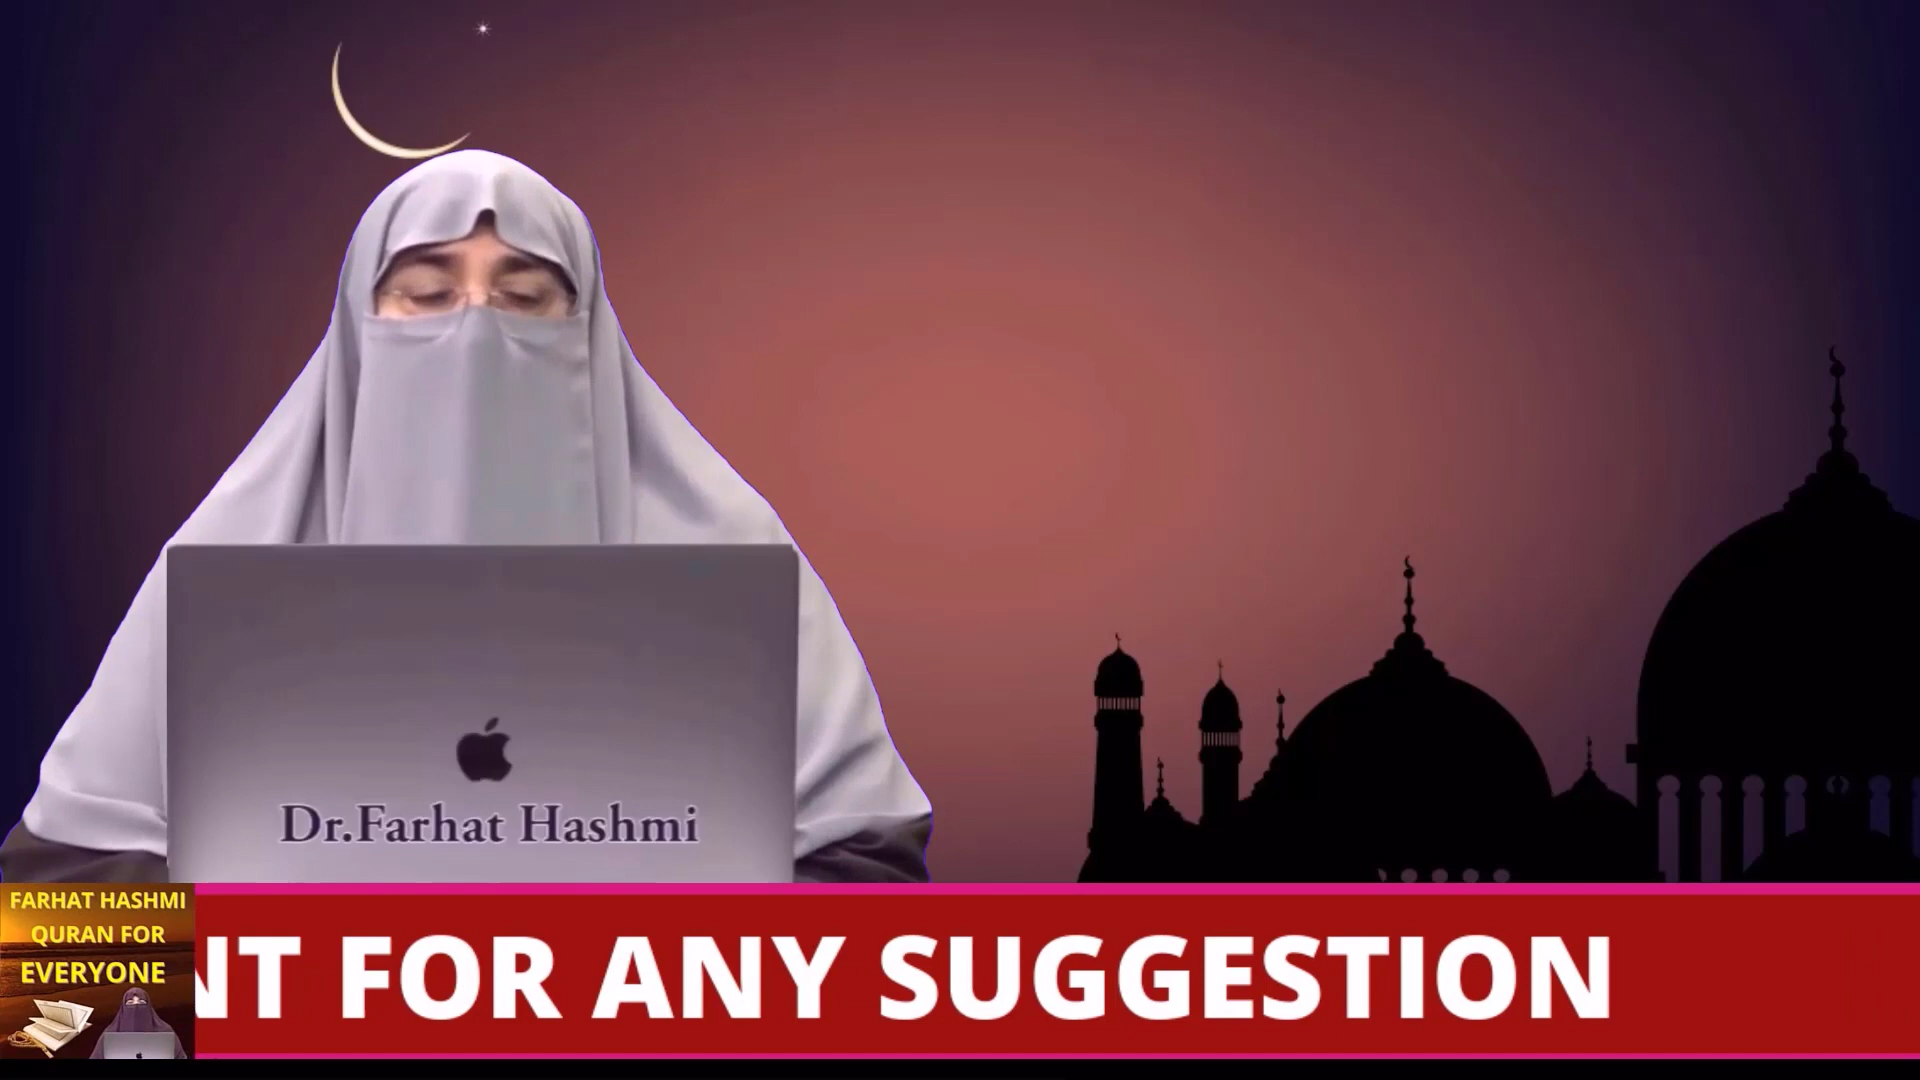 Dr.Farhat Hashmi
FARHAT HASHMI
QURAN FOR
EVERYONE
NT FOR ANY SUGGESTION